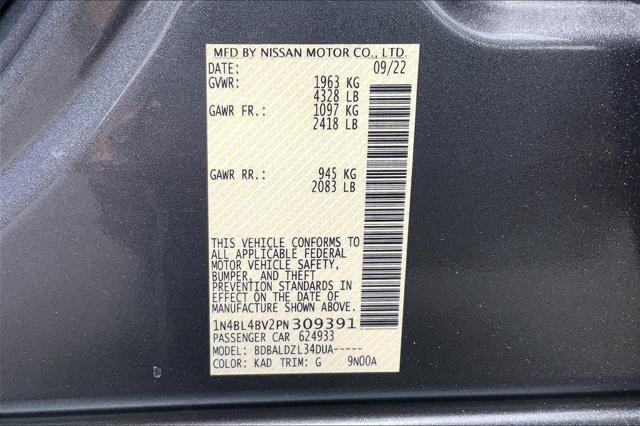 MFD BY NISSAN MOTOR CO., LTD.
DATE: 09/22
GVWR: 1963 KG
4328 LB
GAWR FR.: 1097 KG
2418 LB
GAWR RR.: 945 KG
2083 LB
THIS VEHICLE CONFORMS TO
ALL APPLICABLE FEDERAL
MOTOR VEHICLE SAFETY,
BUMPER, AND THEFT
PREVENTION STANDARDS IN
EFFECT ON THE DATE OF
MANUFACTURE SHOWN ABOVE.
1N4BL4BV2PN309391
PASSENGER CAR 624933
MODEL: BDBALDZL34DUA-----
COLOR: KAD TRIM: G 9N00A